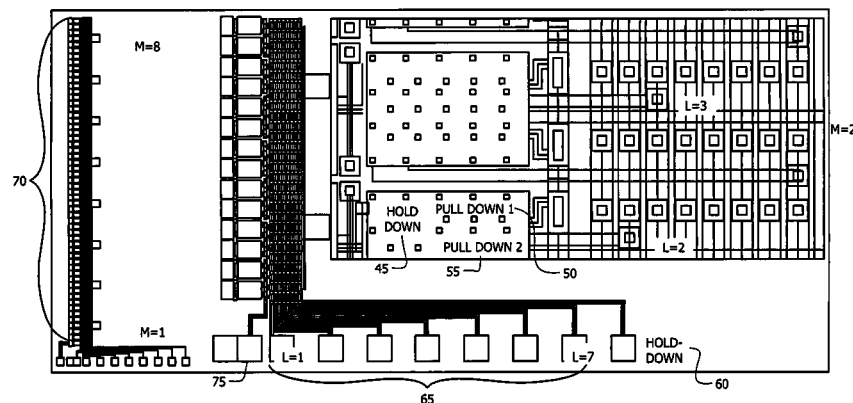 M=8
70
L=3
M=2
HOLD
DOWN
PULL DOWN 1
PULL DOWN 2
45
55
50
L=2
M=1
75
L=1
L=7
HOLD-
DOWN
60
65